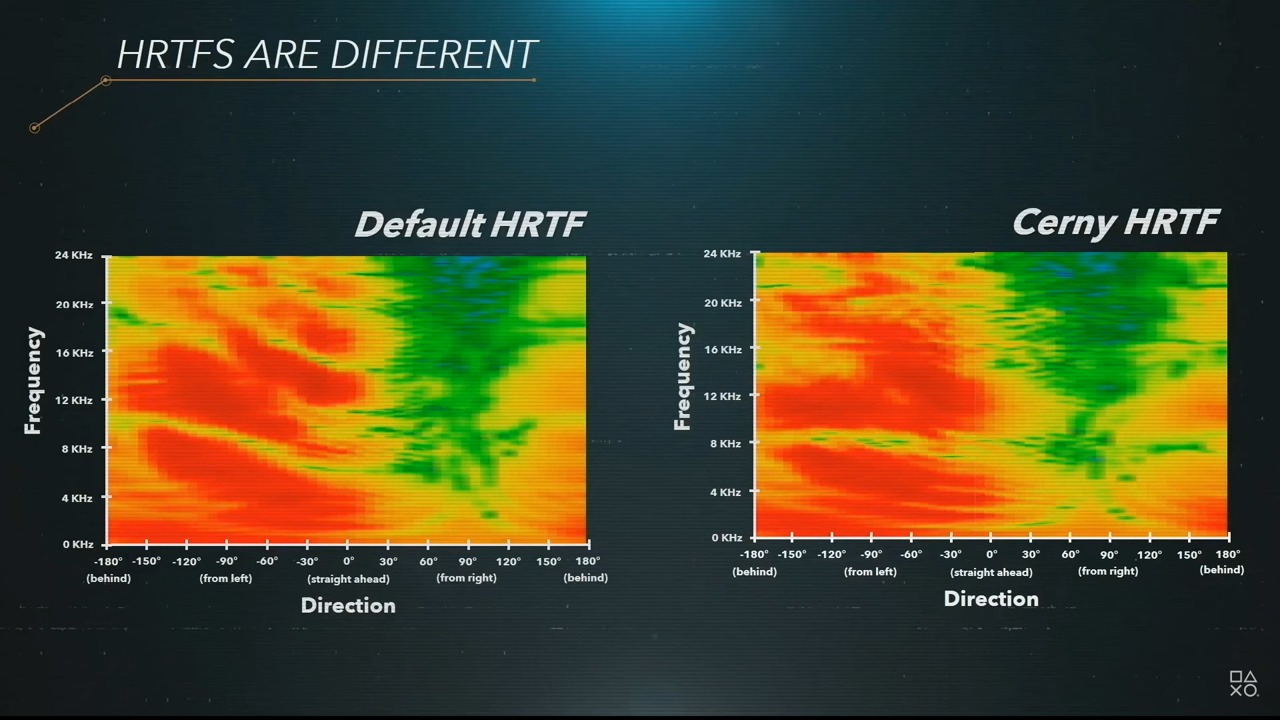 HRTFS ARE DIFFERENT
Default HRTF
24 KHz
20 KHz
16 KHz
12 KHz
8 KHz
4 KHz
0 KHz
Frequency
-180° -150° -120° -90° -60° -30° 0° 30° 60° 90° 120° 150° 180°
(behind) (from left) (straight ahead) (from right) (behind)
Direction
Cerny HRTF
24 KHz
20 KHz
16 KHz
12 KHz
8 KHz
4 KHz
0 KHz
Frequency
-180° -150° -120° -90° -60° -30° 0° 30° 60° 90° 120° 150° 180°
(behind) (from left) (straight ahead) (from right) (behind)
Direction